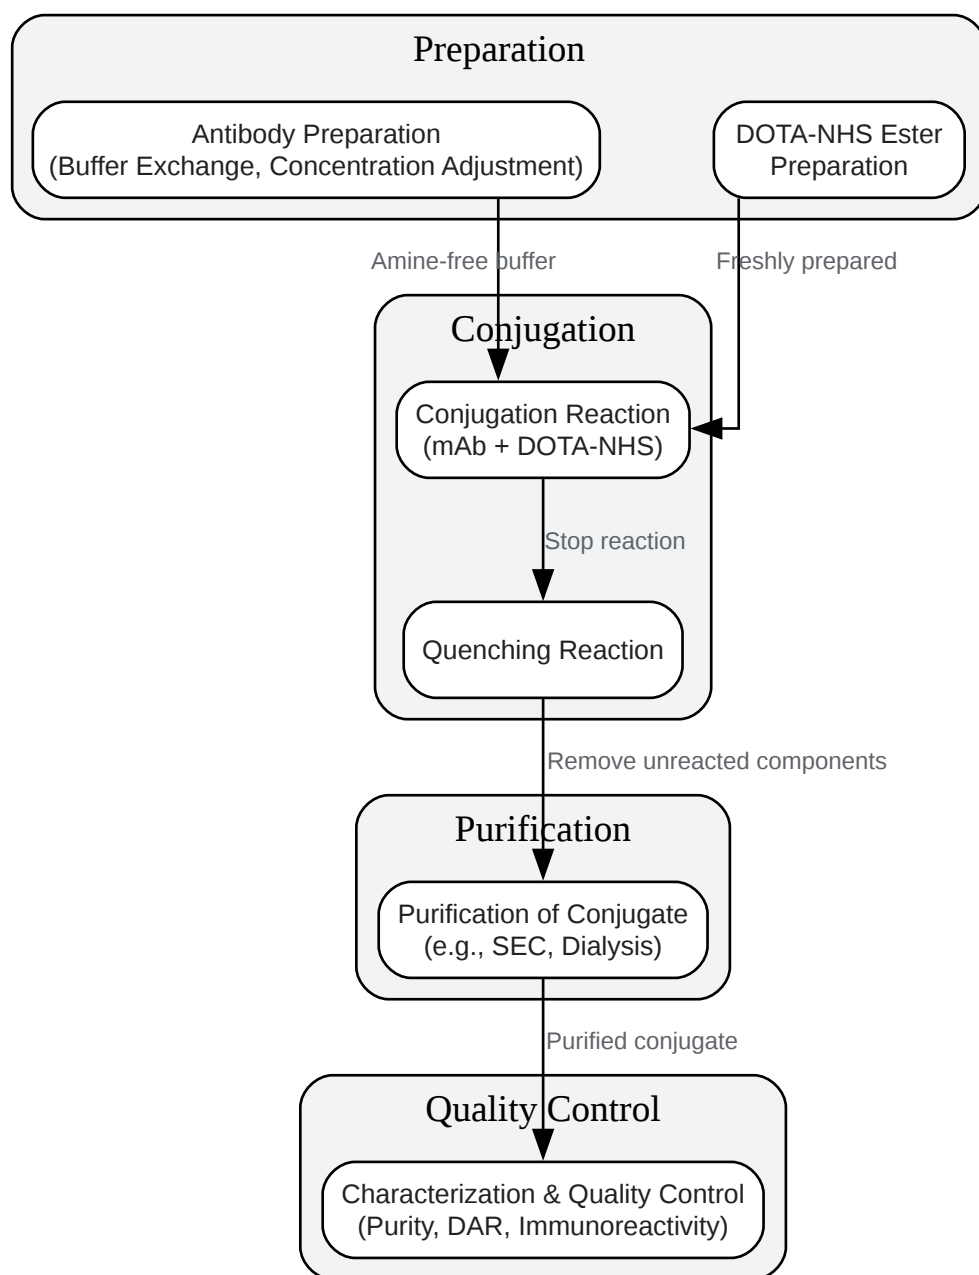 Preparation
Antibody Preparation
(Buffer Exchange, Concentration Adjustment)
DOTA-NHS Ester
Preparation
Amine-free buffer
Freshly prepared
Conjugation
Conjugation Reaction
(mAb + DOTA-NHS)
Stop reaction
Quenching Reaction
Remove unreacted components
Purification
Purification of Conjugate
(e.g., SEC, Dialysis)
Purified conjugate
Quality Control
Characterization & Quality Control
(Purity, DAR, Immunoreactivity)